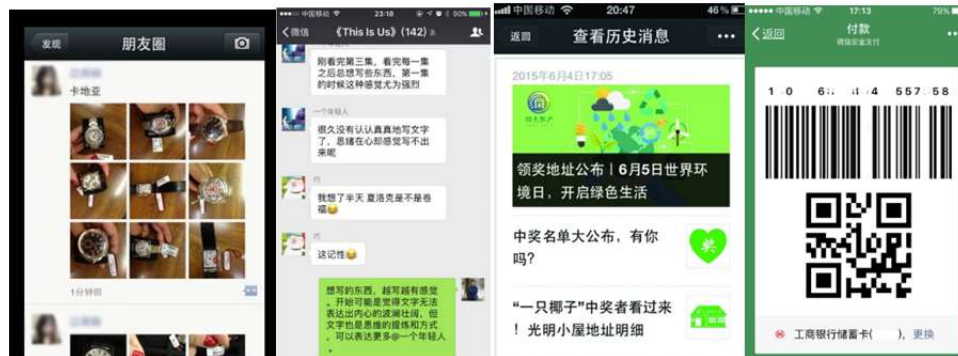 发现
朋友圈
卡地亚
1分钟前
中国移动
23:18
90%
微信
《This Is Us》(142)
刚看完第三集，看完每一集
之后总想写些东西，第一集
的时候这种感觉尤为强烈
一个年轻人
很久没有认认真真地写文字
了，思绪在心却感觉写不出
来呢
巧
我想了半天 夏洛克是不是卷
福😂
巧
这记性😂
想写的东西，越写越有感觉
。开始可能是觉得文字无法
表达出内心的波澜壮阔，但
文字也是思维的提炼和方式
，可以表达更多@一个年轻人
。
中国移动
20:47
46%
返回
查看历史消息
2015年6月4日17:05
领奖地址公布丨6月5日世界环
境日，开启绿色生活
中奖名单大公布，有你
吗？
奖
“一只椰子”中奖者看过来
！光明小屋地址明细
中国移动
17:13
79%
返回
付款
微信安全支付
557 58
工商银行储蓄卡( )，更换